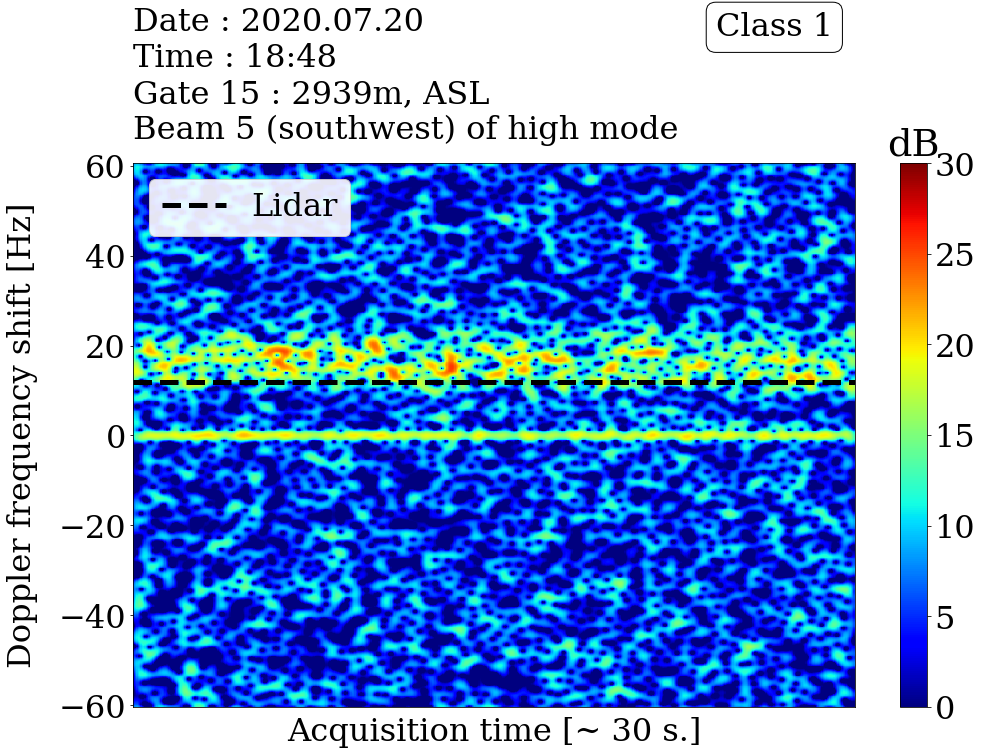 Date : 2020.07.20
Time : 18:48
Gate 15 : 2939m, ASL
Beam 5 (southwest) of high mode
Class 1
dB
Lidar
Doppler frequency shift [Hz]
60
40
20
0
−20
−40
−60
Acquisition time [~ 30 s.]
30
25
20
15
10
5
0